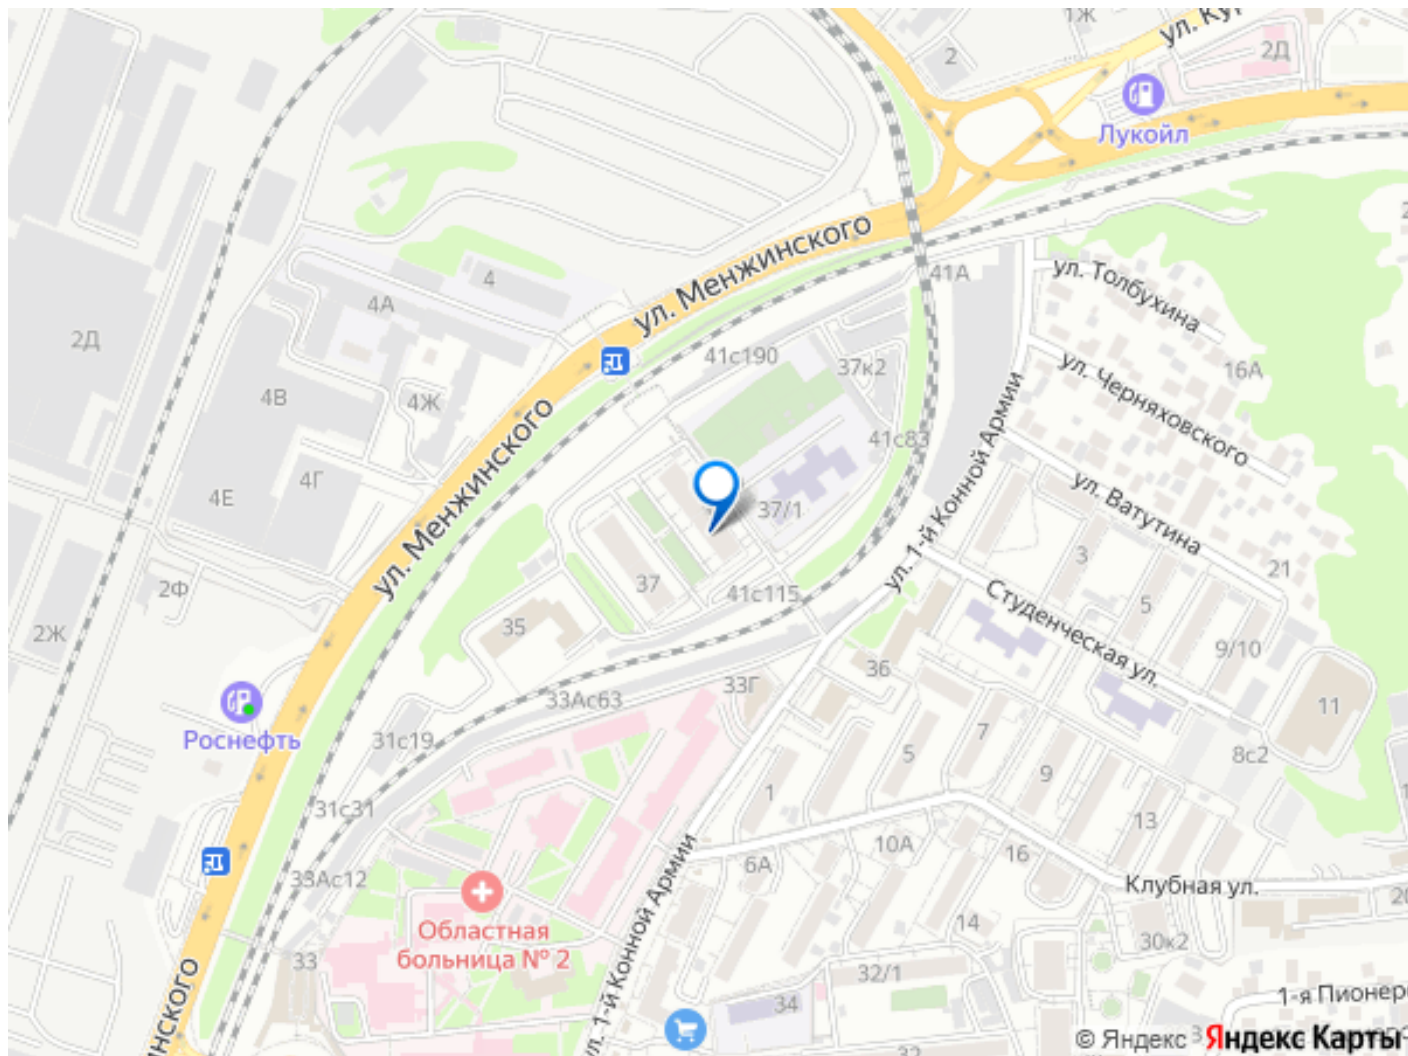 1Ж
ул. Кур
2
2Д
Лукойл
ул. Менжинского
41А
ул. Толбухина
4
4А
2Д
41с190
37к2
16А
ул. Черняховского
4В
4Ж
ул. Менжинского
41с83
ул. 1-й Конной Армии
4Г
4Е
37/1
ул. Ватутина
3
21
2Ф
37
41с115
Студенческая ул.
5
2Ж
35
9/10
36
33Г
33Ас63
11
Роснефть
31с19
7
5
8с2
9
1
31с31
13
10А
16
6А
33Ас12
Клубная ул.
ул. 1-й Конной Армии
14
Областная
больница № 2
30к2
33
32/1
1-я Пионер
34
инского
32
© Яндекс
Яндекс Карты